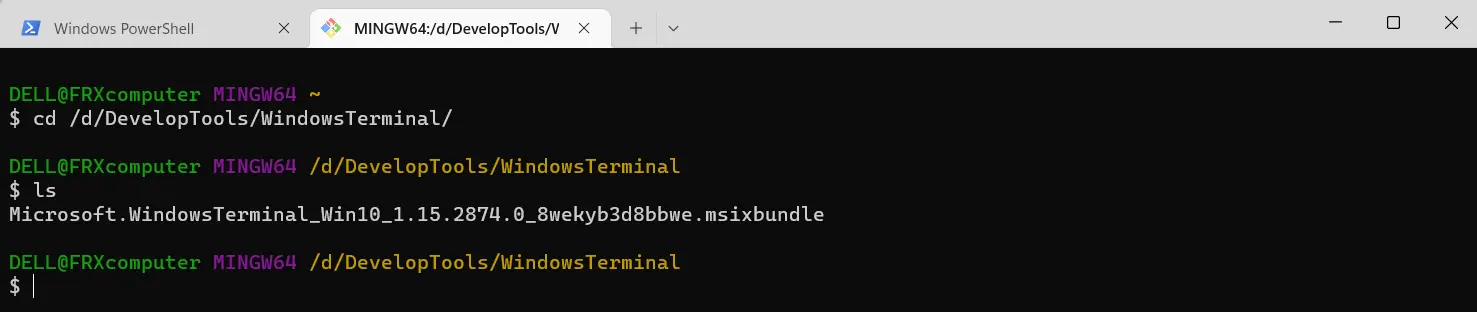 Windows PowerShell
MINGW64:/d/DevelopTools/W
DELL@FRXcomputer MINGW64 ~
$ cd /d/DevelopTools/WindowsTerminal/
DELL@FRXcomputer MINGW64 /d/DevelopTools/WindowsTerminal
$ ls
Microsoft.WindowsTerminal_Win10_1.15.2874.0_8wekyb3d8bbwe.msixbundle
DELL@FRXcomputer MINGW64 /d/DevelopTools/WindowsTerminal
$